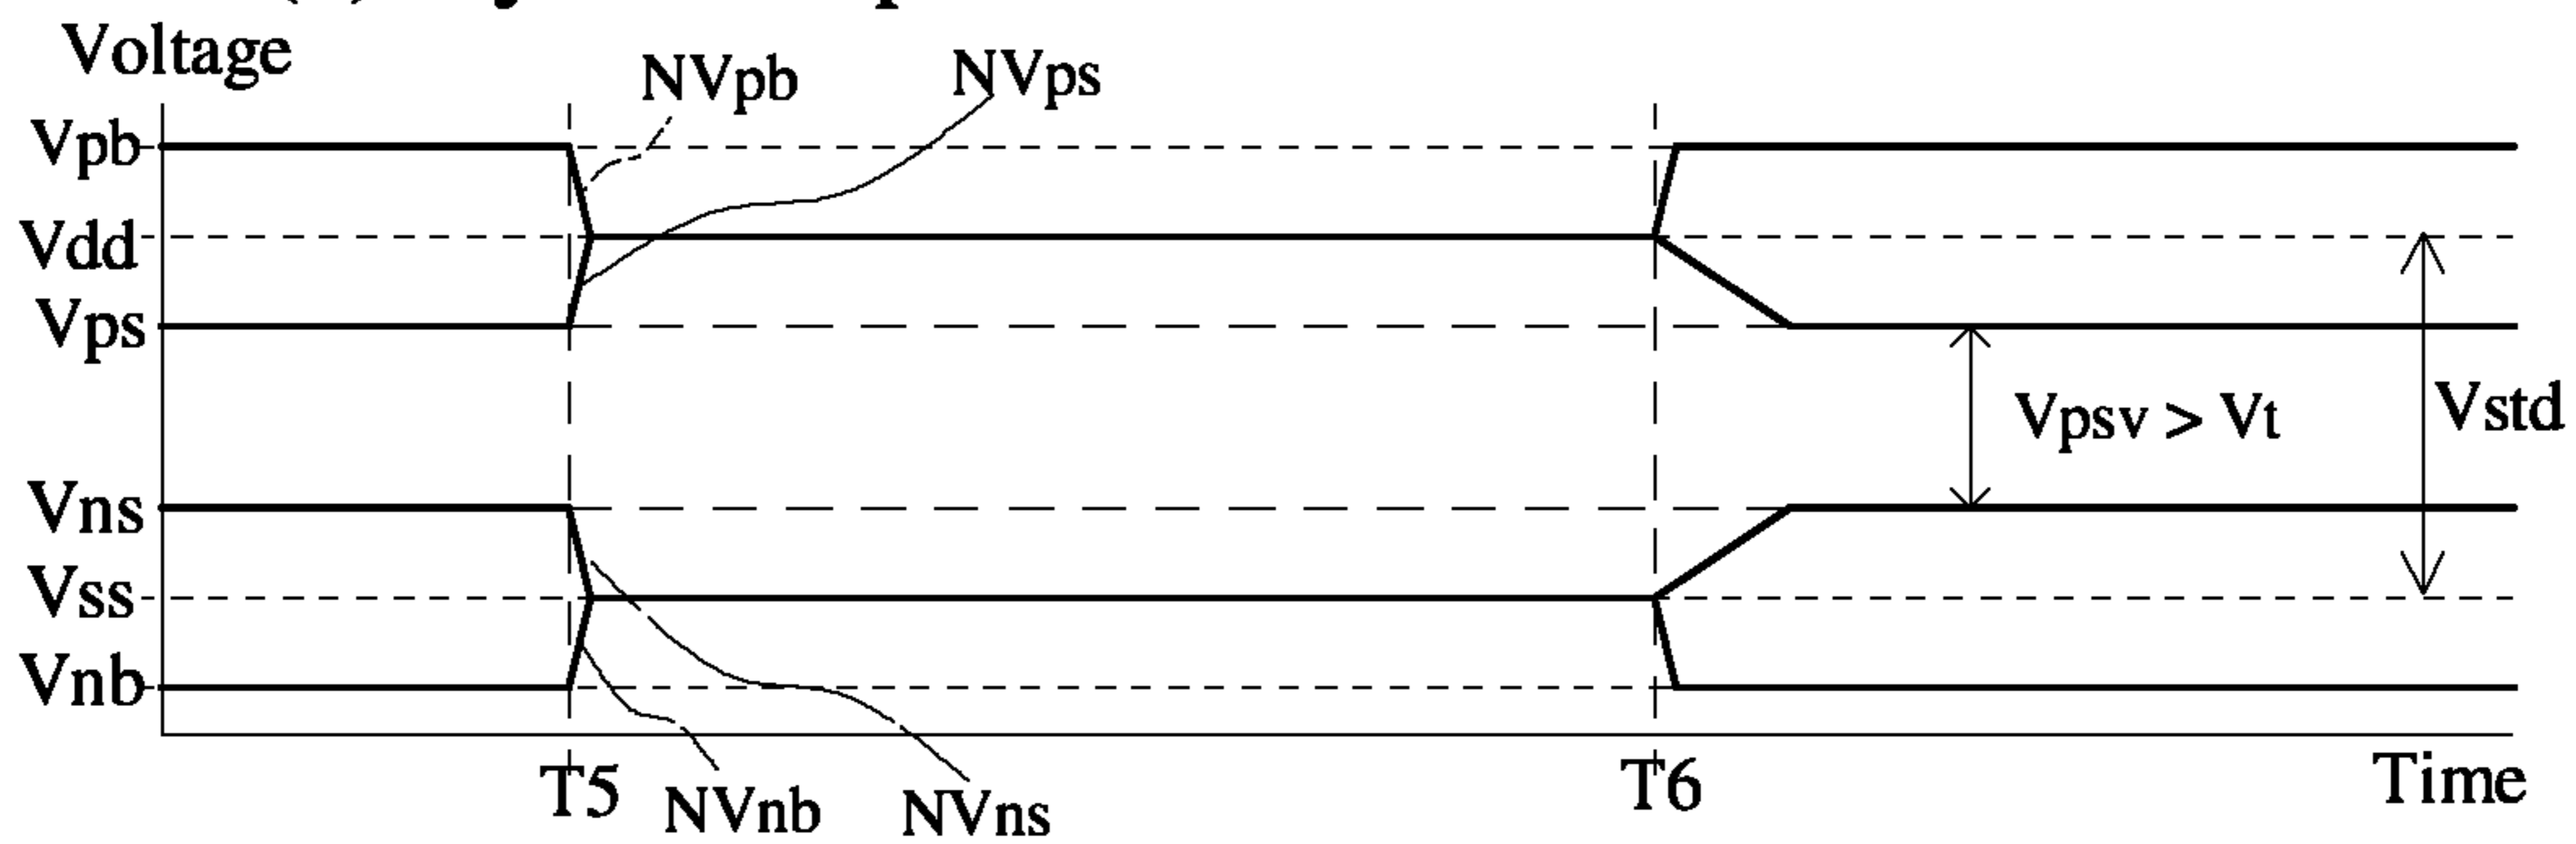 Voltage
NVpb
NVps
Vpb
Vdd
Vps
Vpsv > Vt
Vstd
Vns
Vss
Vnb
T5
T6
Time
NVnb
NVns